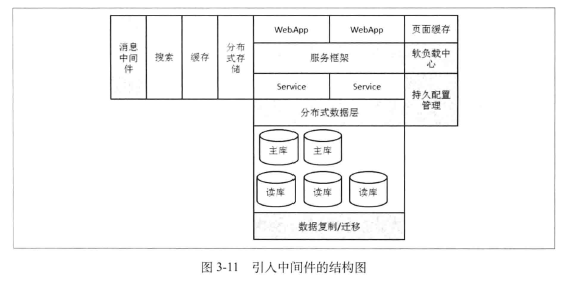 消息
中间
件
搜索
缓存
分布
式存
储
WebApp
WebApp
页面缓存
服务框架
软负载中
心
Service
Service
持久配置
管理
分布式数据层
主库
主库
读库
读库
读库
数据复制/迁移
图 3-11 引入中间件的结构图